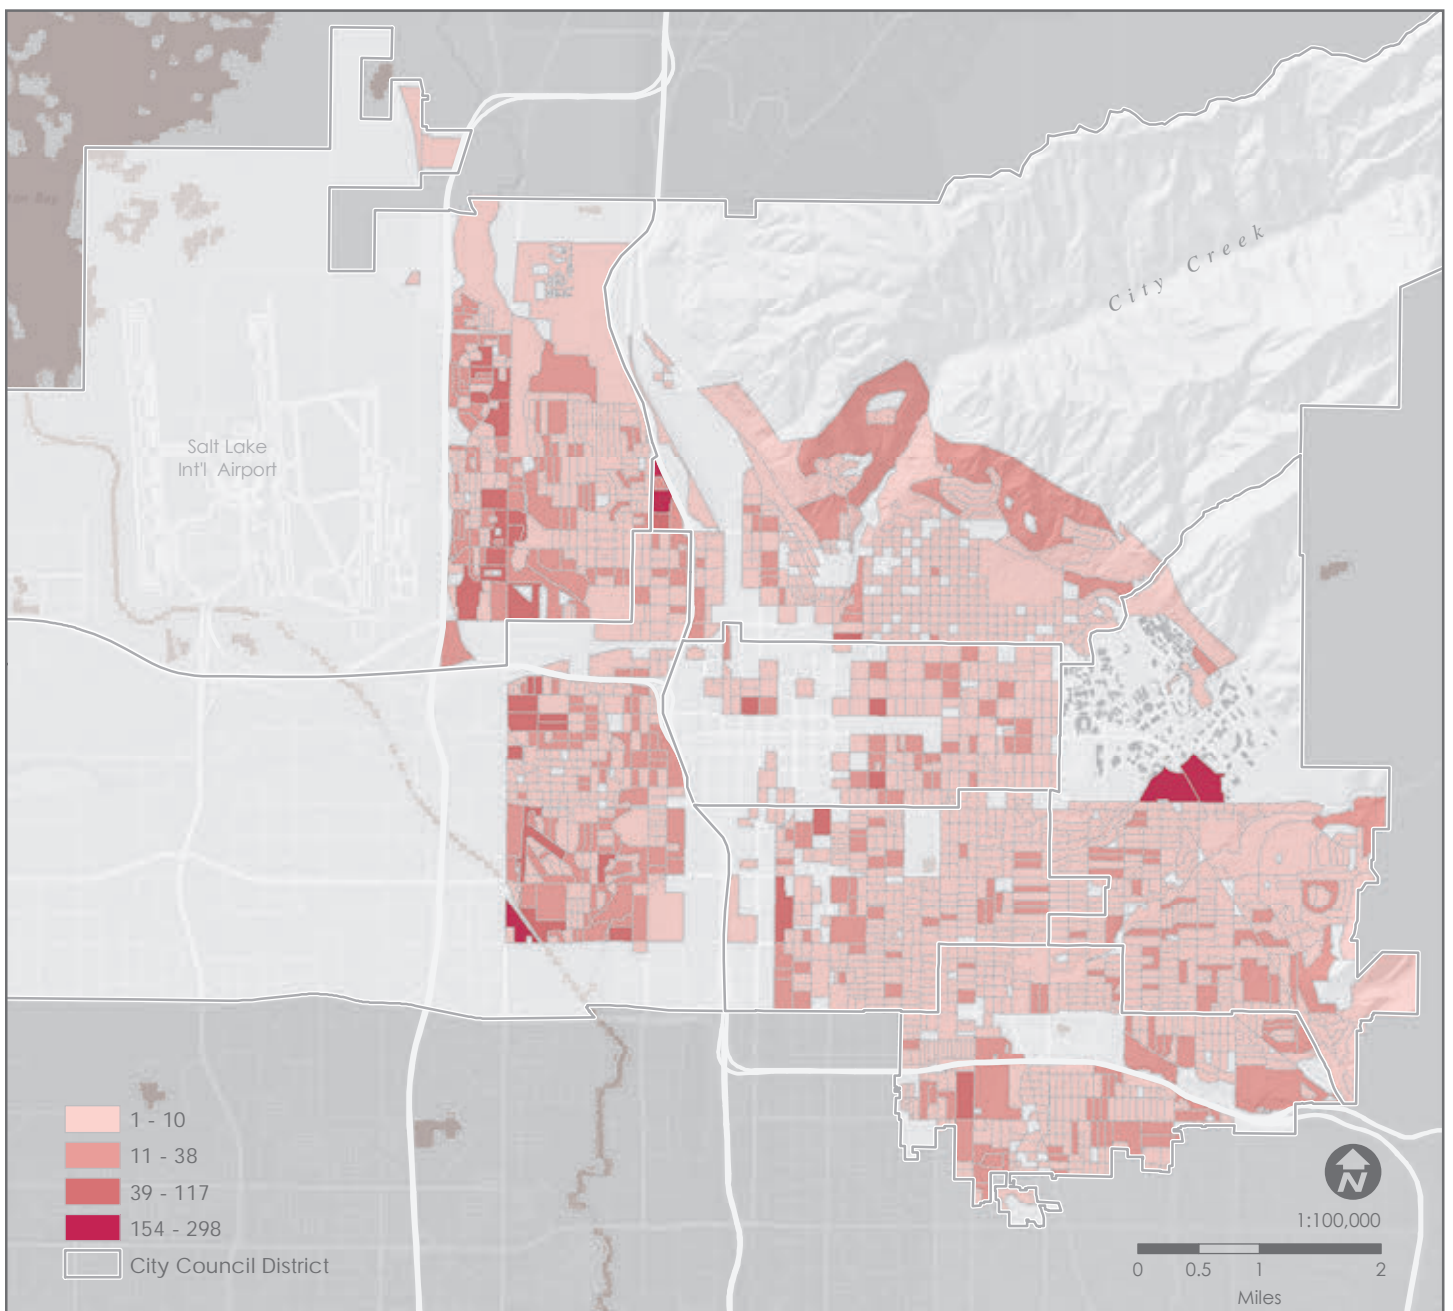 City Creek
Salt Lake
Int'l Airport
1 - 10
11 - 38
39 - 117
154 - 298
City Council District
N
1:100,000
0 0.5 1 2
Miles